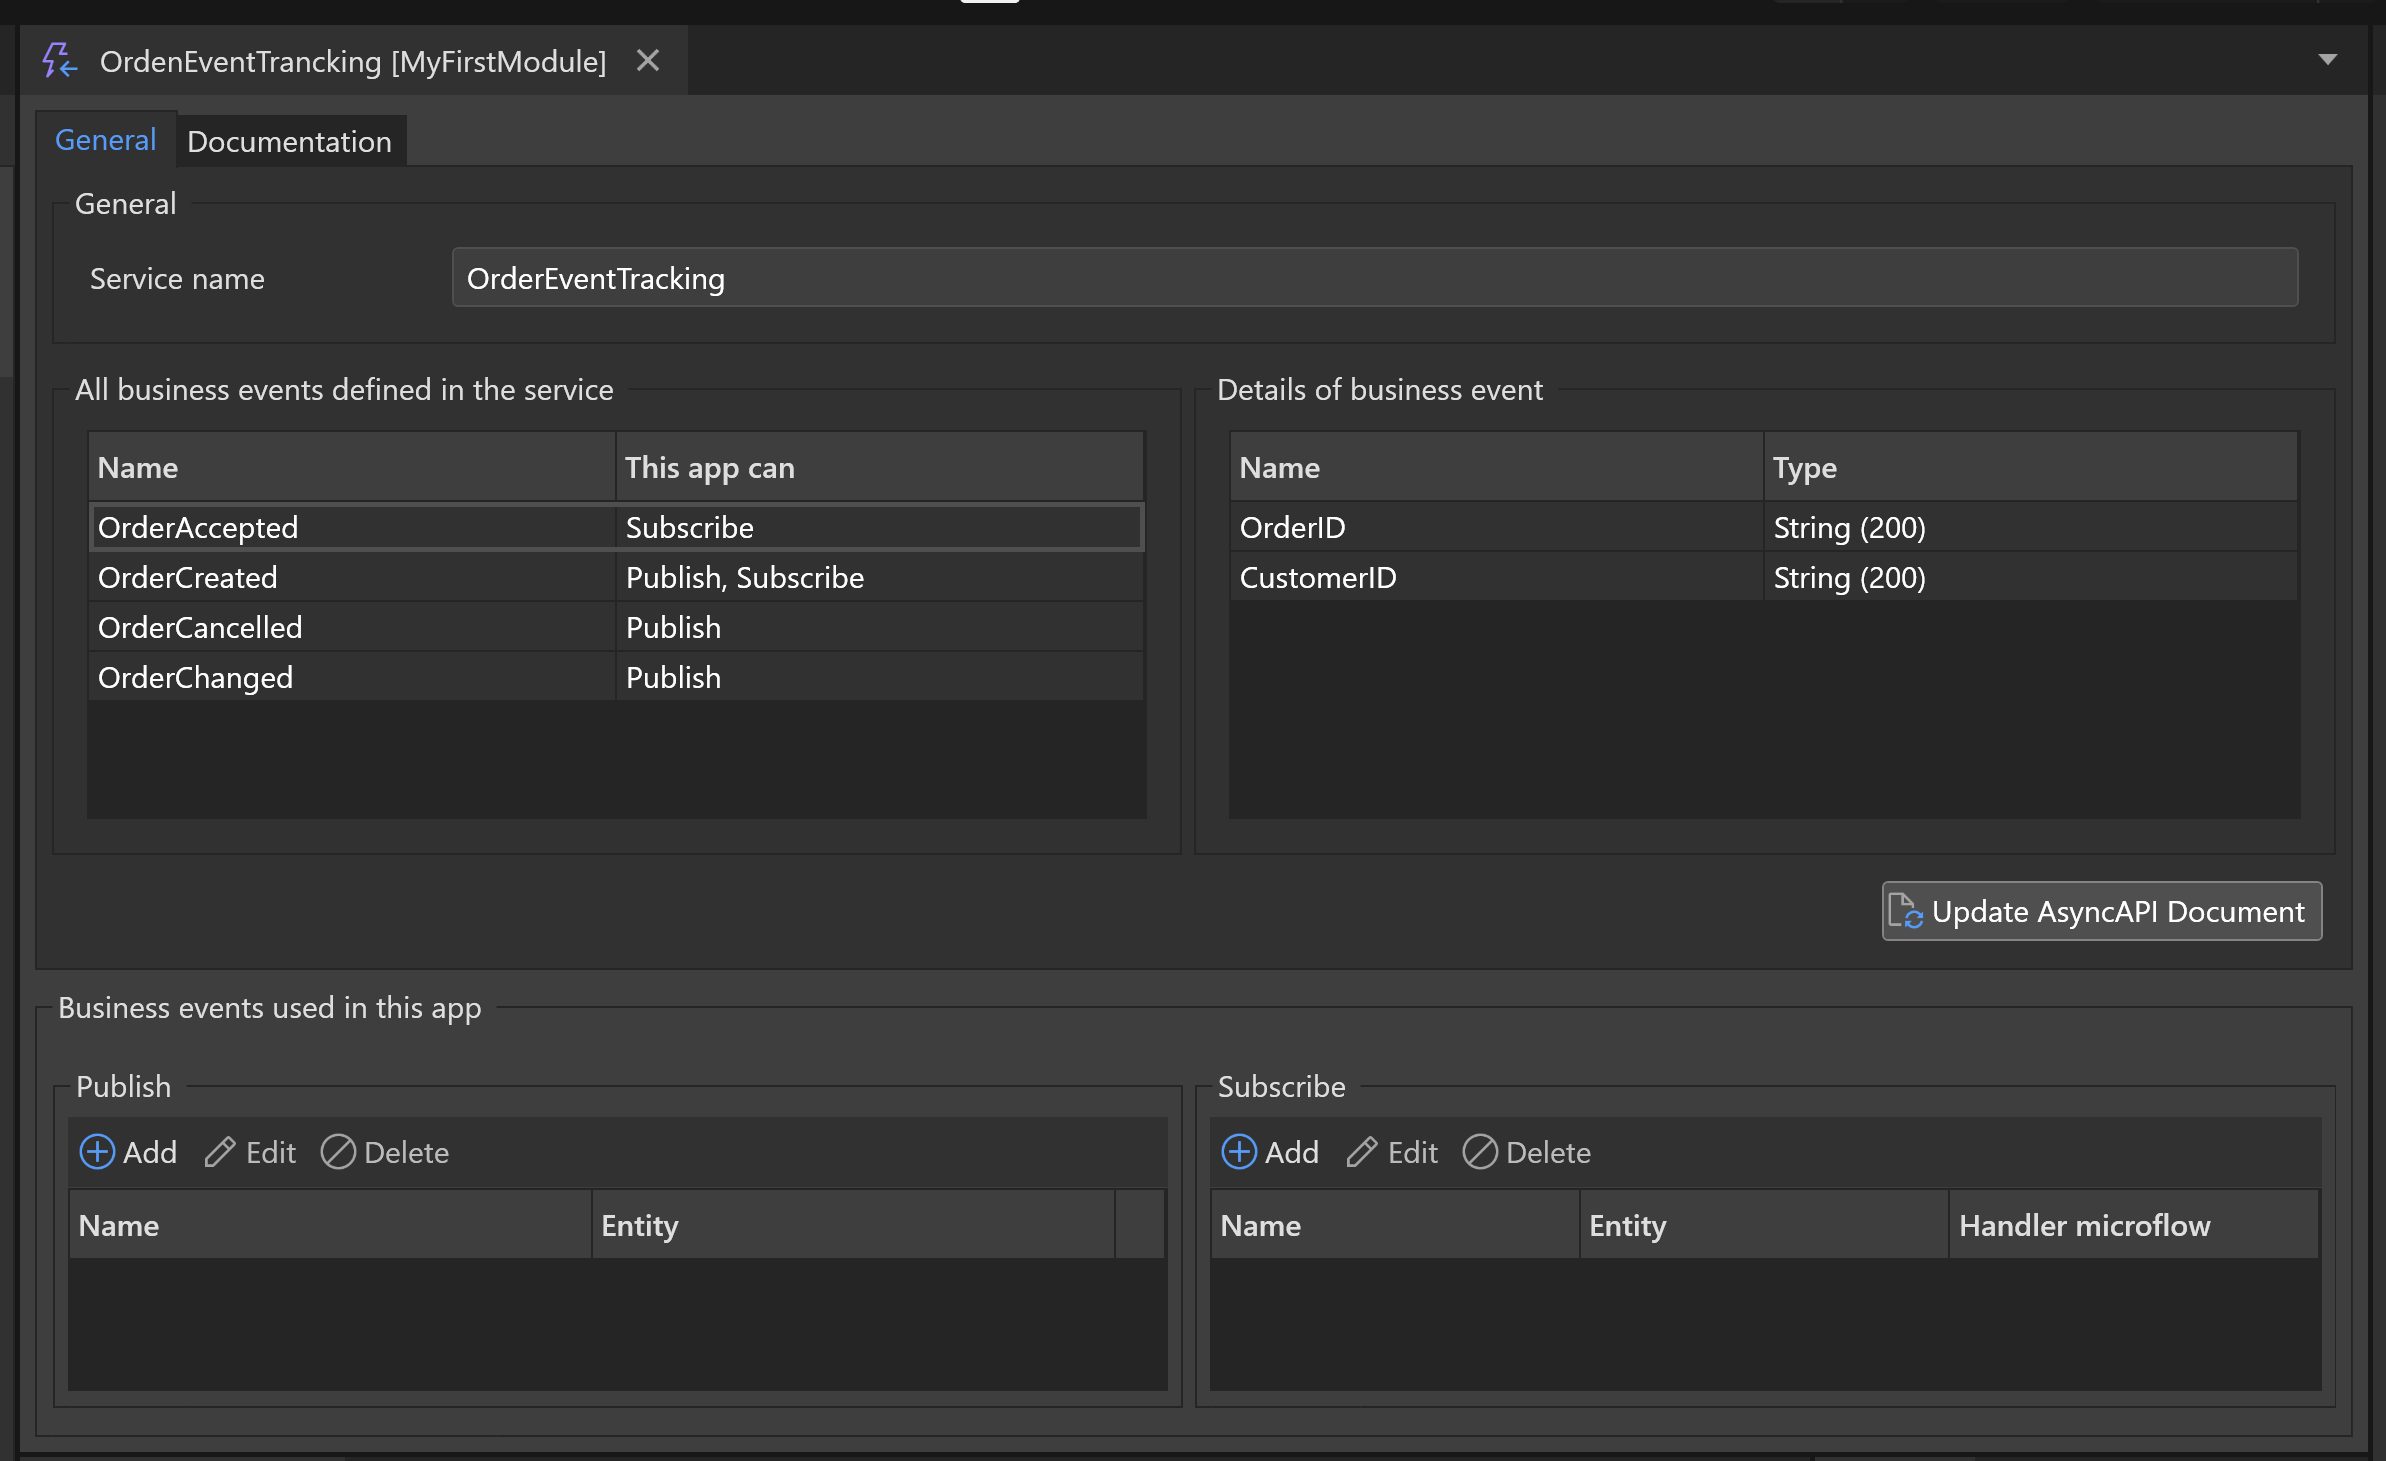 OrdenEventTrancking [MyFirstModule]
General Documentation
General
Service name OrderEventTracking
All business events defined in the service
Name This app can
OrderAccepted Subscribe
OrderCreated Publish, Subscribe
OrderCancelled Publish
OrderChanged Publish
Details of business event
Name Type
OrderID String (200)
CustomerID String (200)
Update AsyncAPI Document
Business events used in this app
Publish
Add Edit Delete
Name Entity
Subscribe
Add Edit Delete
Name Entity Handler microflow